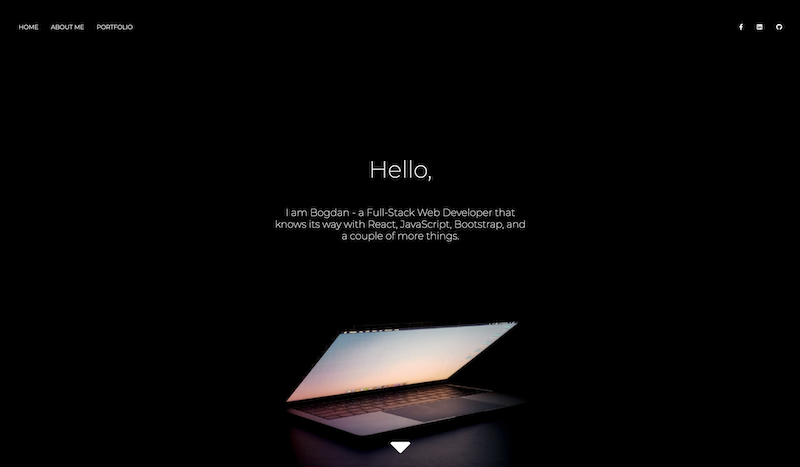 HOME ABOUT ME PORTFOLIO
Hello,
I am Bogdan - a Full-Stack Web Developer that
knows its way with React, JavaScript, Bootstrap, and
a couple of more things.